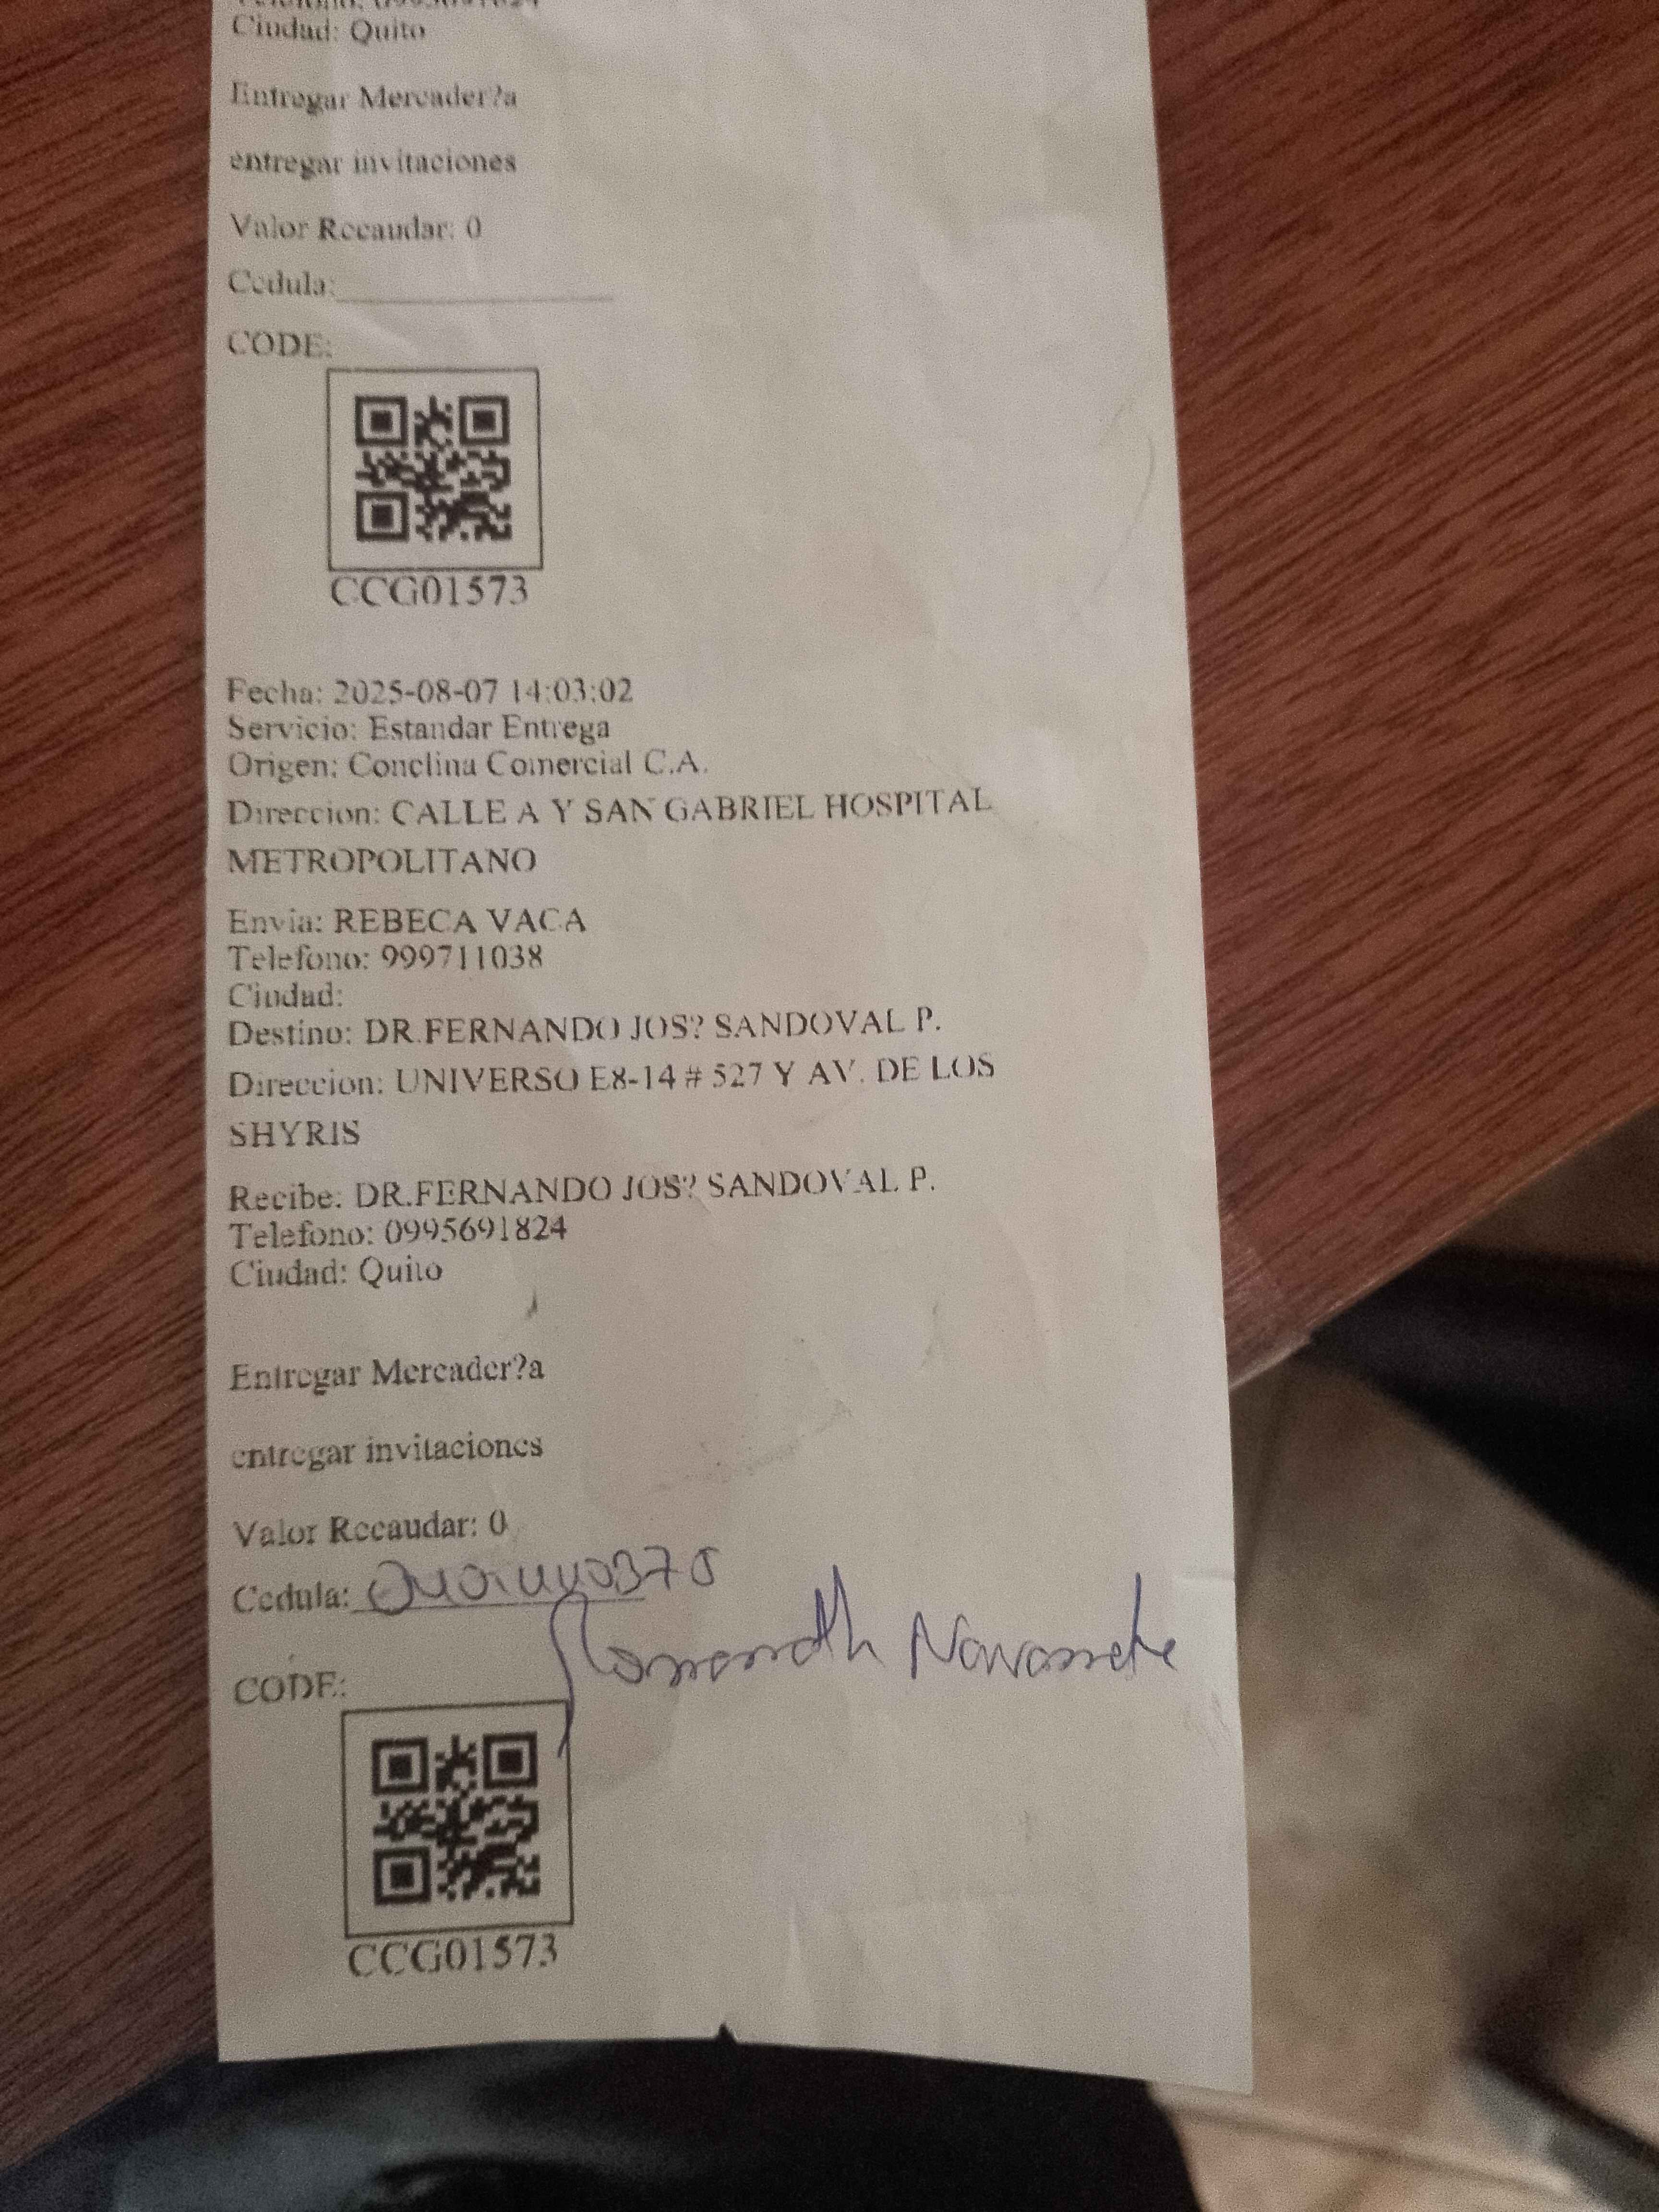 Ciudad: Quito
Entregar Mercader?a
entregar invitaciones
Valor Recaudar: 0
Cedula:
CODE:
CCG01573
Fecha: 2025-08-07 14:03:02
Servicio: Estandar Entrega
Origen: Conclina Comercial C.A.
Direccion: CALLE A Y SAN GABRIEL HOSPITAL
METROPOLITANO
Envia: REBECA VACA
Telefono: 999711038
Ciudad:
Destino: DR.FERNANDO JOS? SANDOVAL P.
Direccion: UNIVERSO E8-14 # 527 Y AV. DE LOS
SHYRIS
Recibe: DR.FERNANDO JOS? SANDOVAL P.
Telefono: 0995691824
Ciudad: Quito
Entregar Mercader?a
entregar invitaciones
Valor Recaudar: 0
Cedula:
Navarrete
CODE:
CCG01573